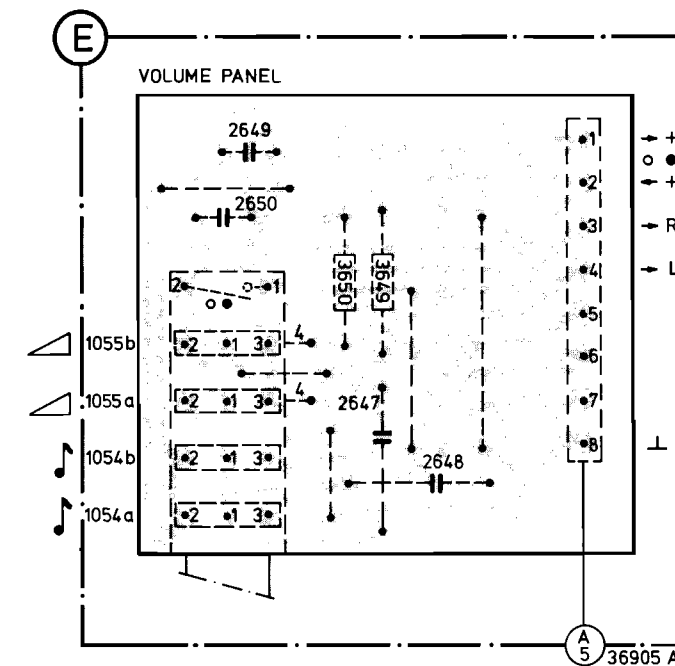 E
VOLUME PANEL
2649
1 → +
○ ●
2 ← +
2650
3 → R
3650 3649
4 → L
2 1
○ ●
5
1055b 2 1 3 4
6
1055a 2 1 3 4
2647
7
1054b 2 1 3
2648
8 ⊥
1054a 2 1 3
A
5
36905 A